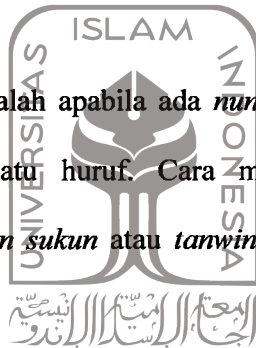 ISLAM
UNIVERSITAS
INDONESIA
alah apabila ada nun
atu huruf. Cara m
n sukun atau tanwin